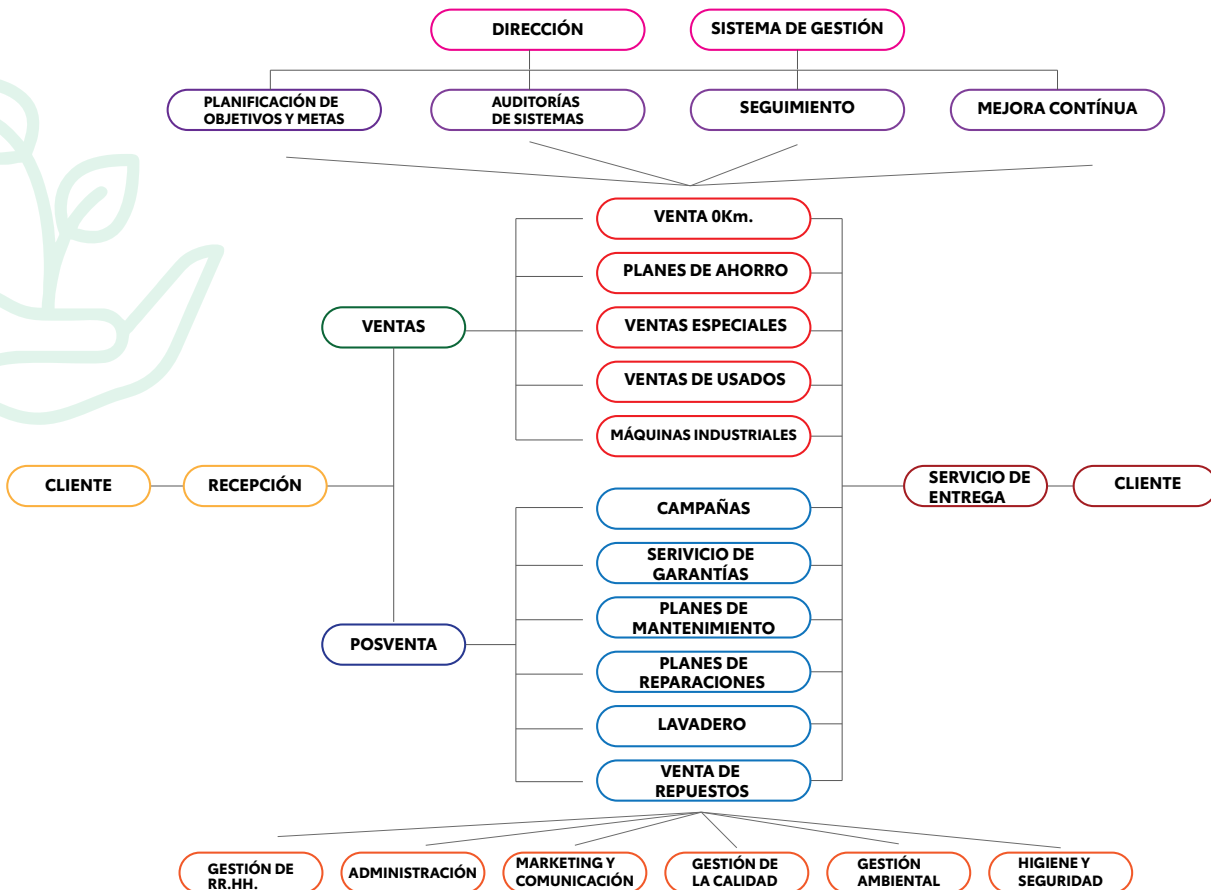 DIRECCIÓN
SISTEMA DE GESTIÓN
PLANIFICACIÓN DE
OBJETIVOS Y METAS
AUDITORÍAS
DE SISTEMAS
SEGUIMIENTO
MEJORA CONTÍNUA
VENTA 0Km.
PLANES DE AHORRO
VENTAS
VENTAS ESPECIALES
VENTAS DE USADOS
MÁQUINAS INDUSTRIALES
CLIENTE
RECEPCIÓN
SERVICIO DE
ENTREGA
CLIENTE
CAMPAÑAS
SERIVICIO DE
GARANTÍAS
PLANES DE
MANTENIMIENTO
POSVENTA
PLANES DE
REPARACIONES
LAVADERO
VENTA DE
REPUESTOS
GESTIÓN DE
RR.HH.
ADMINISTRACIÓN
MARKETING Y
COMUNICACIÓN
GESTIÓN DE
LA CALIDAD
GESTIÓN
AMBIENTAL
HIGIENE Y
SEGURIDAD